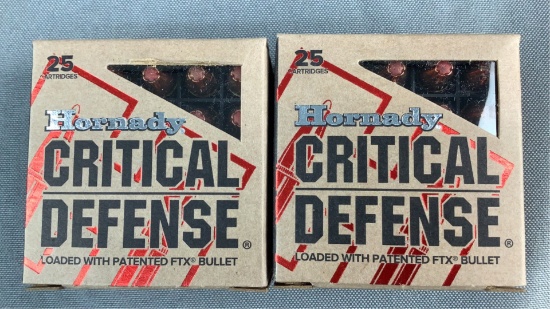 25
CARTRIDGES
Hornady
CRITICAL
DEFENSE®
LOADED WITH PATENTED FTX® BULLET
25
CARTRIDGES
Hornady
CRITICAL
DEFENSE®
LOADED WITH PATENTED FTX® BULLET